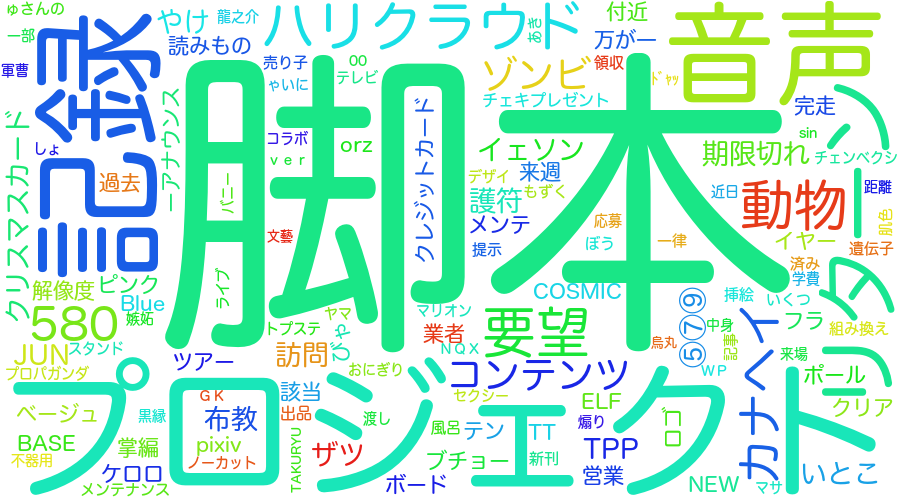 ゅさんの
一部
軍曹
しょ
記録
やけ
龍之介
読みもの
ハリクラウド
あき
付近
万が一
音声
売り子
ゃいに
OO
テレビ
ゾンビ
領収
ﾄﾞﾔｯ
チェキプレゼント
完走
ターン
クリスマスカード
過去
アナウンス
脚本
コラボ
ver
orz
バニー
文藝
ライブ
クレジットカード
イェソン
デザイ
来週
もずく
護符
メンテ
提示
sin
期限切れ
チェンベクシ
近日
動物
距離
肌色
応募
ぼう
一律
イヤー
遺伝子
済み
学費
解像度
ピンク
Blue
嫉妬
580
JUN
スタンド
プロパガンダ
トプステ
ヤマ
びゃ
訪問
マリオン
業者
NQX
要望
COSMIC
⑤⑦⑨
烏丸
中身
WP
記事
挿絵
いくつ
フラ
組み換え
来場
カナヘイ
ポール
クリア
ツアー
おにぎり
コンテンツ
プロジェクト
ベージュ
黒縁
GK
布教
該当
出品
渡し
セクシー
ELF
ロゴ
BASE
掌編
pixiv
不器用
ケロロ
ノーカット
メンテナンス
TAKURYU
ザツ
風呂
テン
TT
煽り
TPP
ブチョー
新刊
営業
ボード
NEW
マサ
いとこ